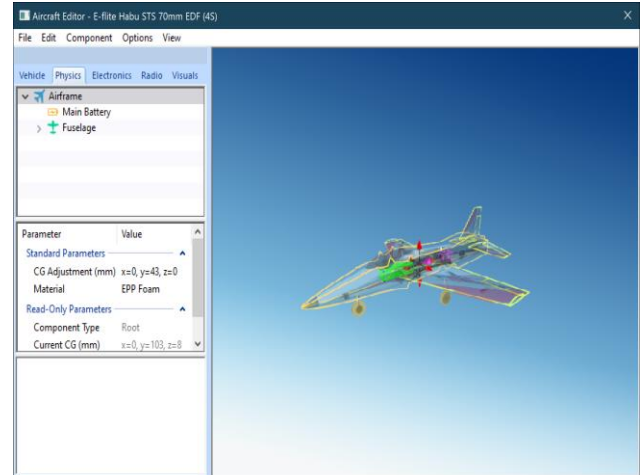 Aircraft Editor - E-flite Habu STS 70mm EDF (4S)
File Edit Component Options View
Vehicle Physics Electronics Radio Visuals
Airframe
Main Battery
Fuselage
Parameter Value
Standard Parameters
CG Adjustment (mm) x=0, y=43, z=0
Material EPP Foam
Read-Only Parameters
Component Type Root
Current CG (mm) x=0, y=103, z=8